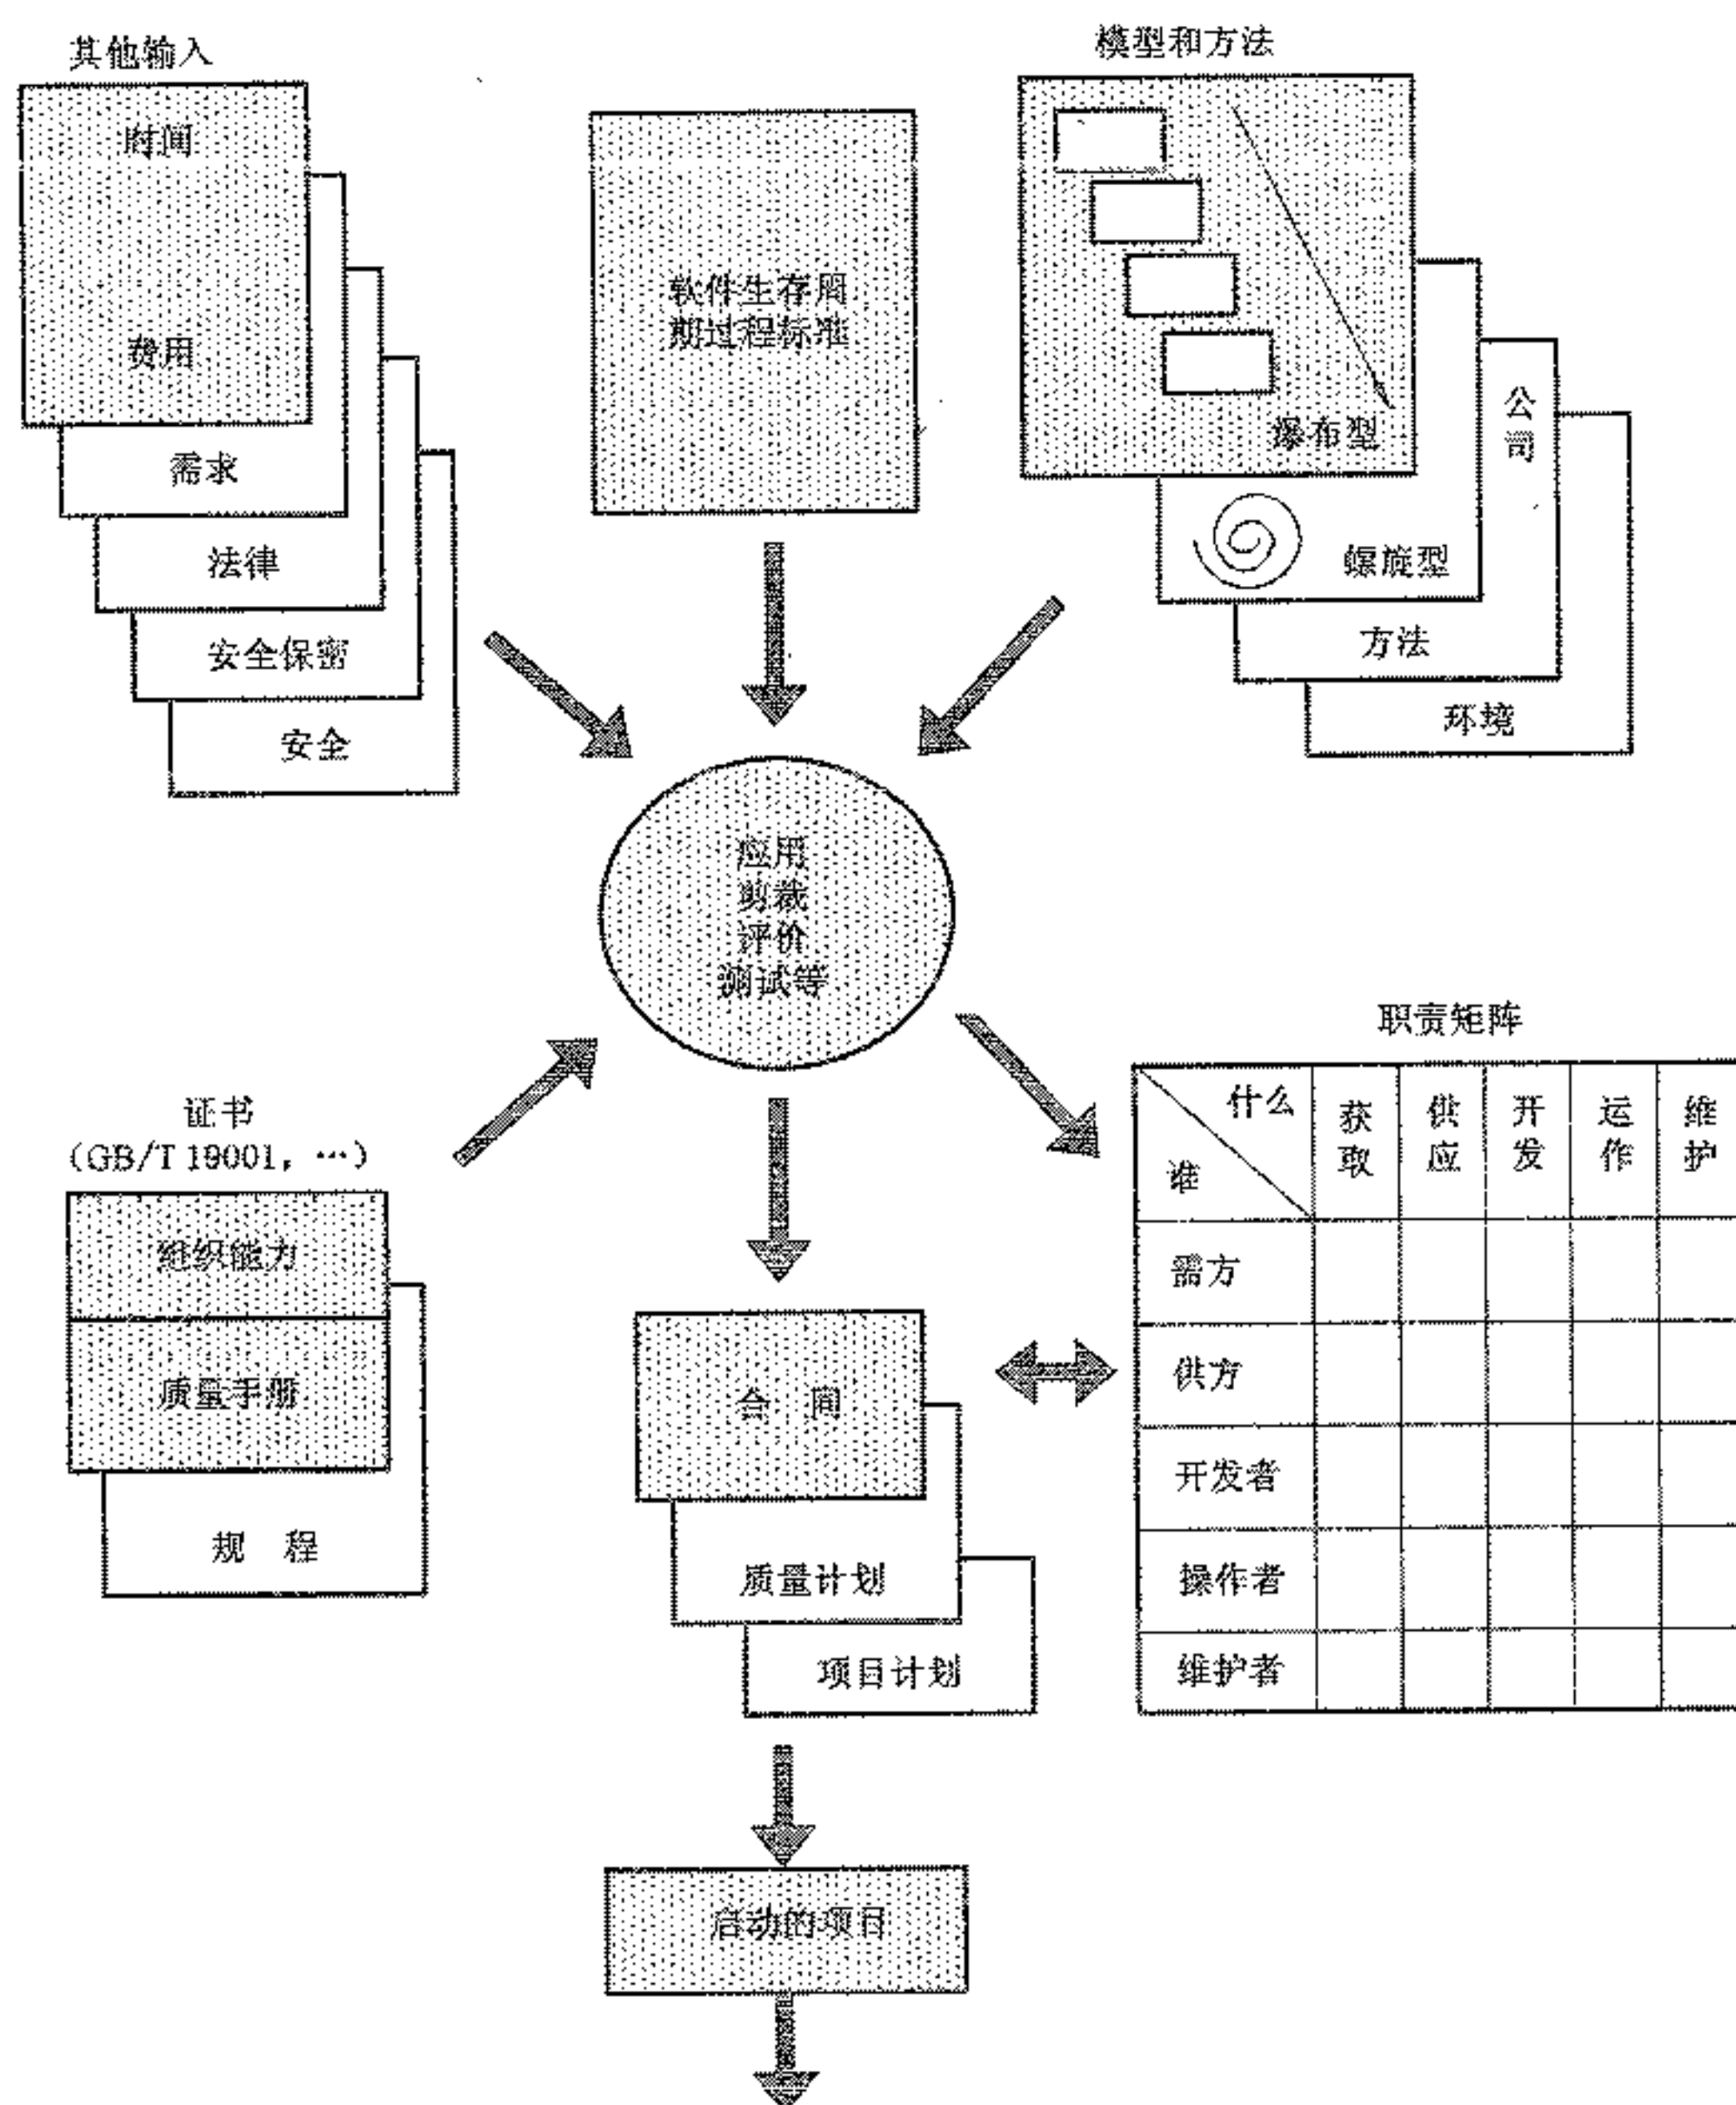 其他输入
时间
费用
需求
法律
安全保密
安全
软件生存周
期过程标准
模型和方法
瀑布型
螺旋型
公司
方法
环境
应用
剪裁
评价
测试等
证书
(GB/T 19001, …)
组织能力
质量手册
规 程
合 同
质量计划
项目计划
启动的项目
职责矩阵
什么
谁
获取
供应
开发
运作
维护
需方
供方
开发者
操作者
维护者